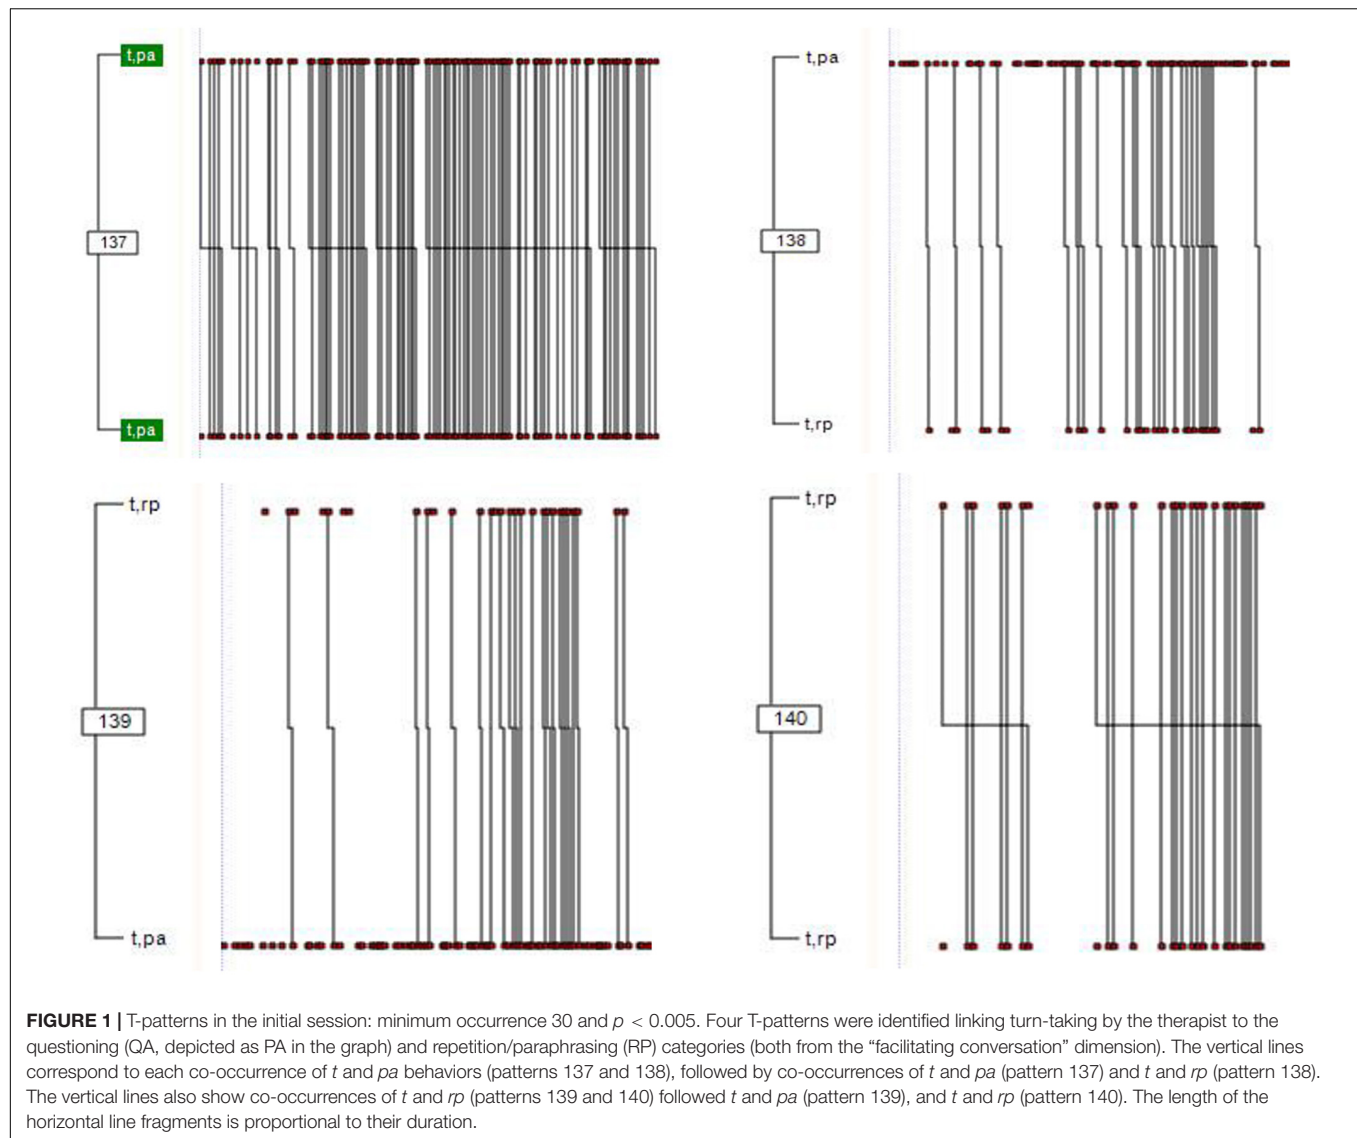 t,pa
137
t,pa
t,pa
138
t,rp
t,rp
139
t,pa
t,rp
140
t,rp
FIGURE 1 | T-patterns in the initial session: minimum occurrence 30 and p < 0.005. Four T-patterns were identified linking turn-taking by the therapist to the
questioning (QA, depicted as PA in the graph) and repetition/paraphrasing (RP) categories (both from the “facilitating conversation” dimension). The vertical lines
correspond to each co-occurrence of t and pa behaviors (patterns 137 and 138), followed by co-occurrences of t and pa (pattern 137) and t and rp (pattern 138).
The vertical lines also show co-occurrences of t and rp (patterns 139 and 140) followed t and pa (pattern 139), and t and rp (pattern 140). The length of the
horizontal line fragments is proportional to their duration.